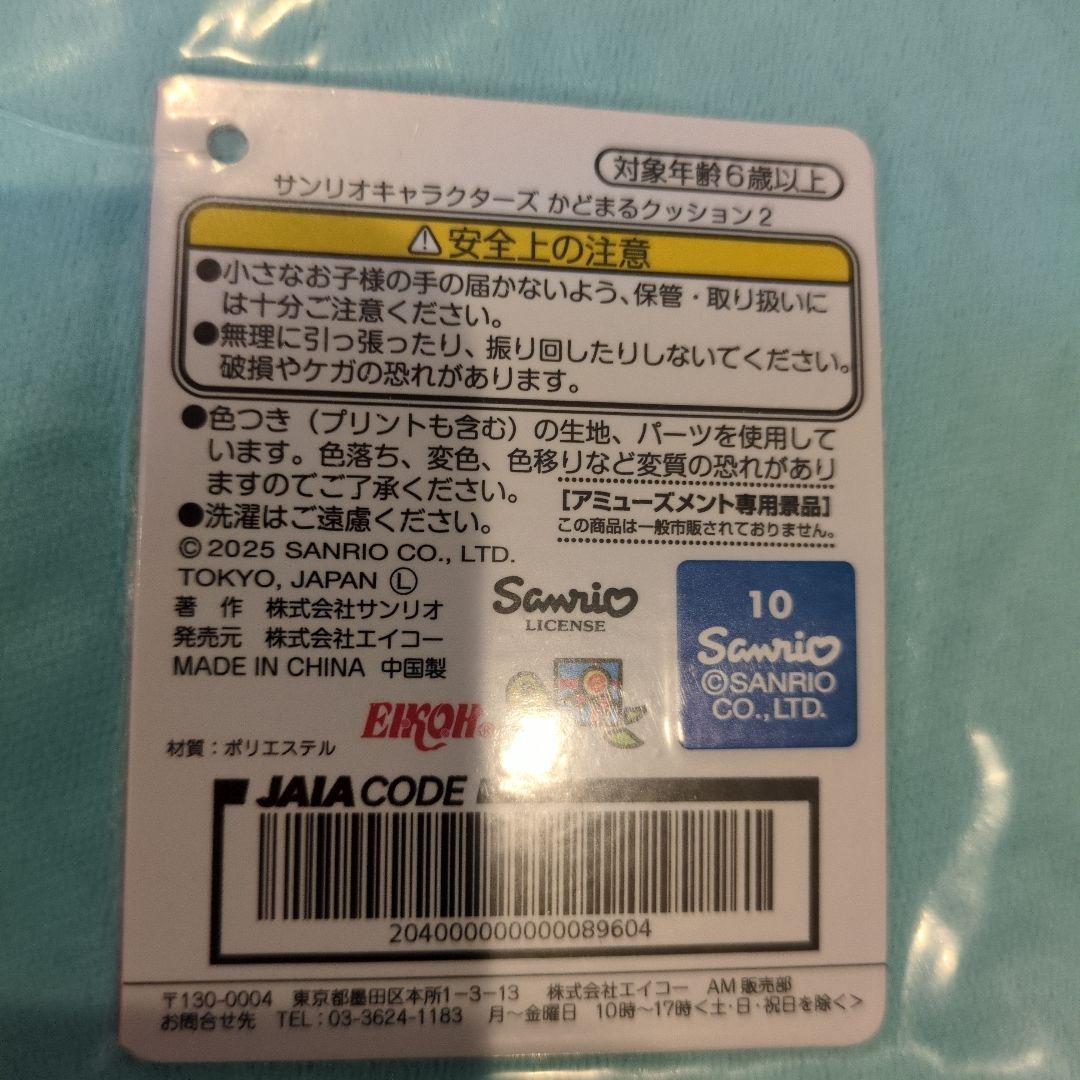 対象年齢6歳以上
サンリオキャラクターズ かどまるクッション2
⚠安全上の注意
●小さなお子様の手の届かないよう、保管・取り扱いに
は十分ご注意ください。
●無理に引っ張ったり、振り回したりしないでください。
破損やケガの恐れがあります。
●色つき（プリントも含む）の生地、パーツを使用して
います。色落ち、変色、色移りなど変質の恐れがあり
ますのでご了承ください。
●洗濯はご遠慮ください。
［アミューズメント専用景品］
この商品は一般市販されておりません。
© 2025 SANRIO CO., LTD.
TOKYO, JAPAN Ⓛ
著　作　株式会社サンリオ
発売元　株式会社エイコー
MADE IN CHINA 中国製
Sanrio
LICENSE
10
Sanrio
©SANRIO
CO.,LTD.
EIKOH®
材質：ポリエステル
JAIA CODE
204000000000089604
〒130-0004　東京都墨田区本所1-3-13　株式会社エイコー　AM販売部
お問合せ先　TEL：03-3624-1183　月～金曜日　10時～17時＜土・日・祝日を除く＞